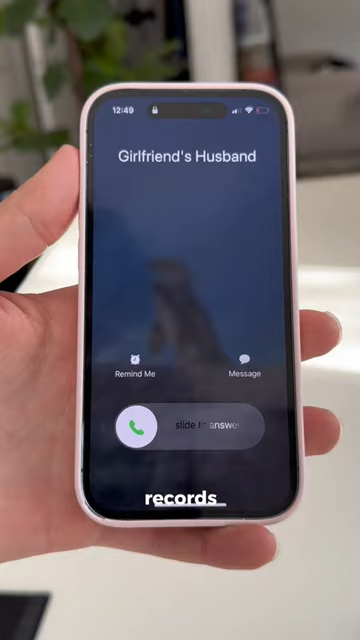 12:49
Girlfriend's Husband
Remind Me
Message
slide to answer
records